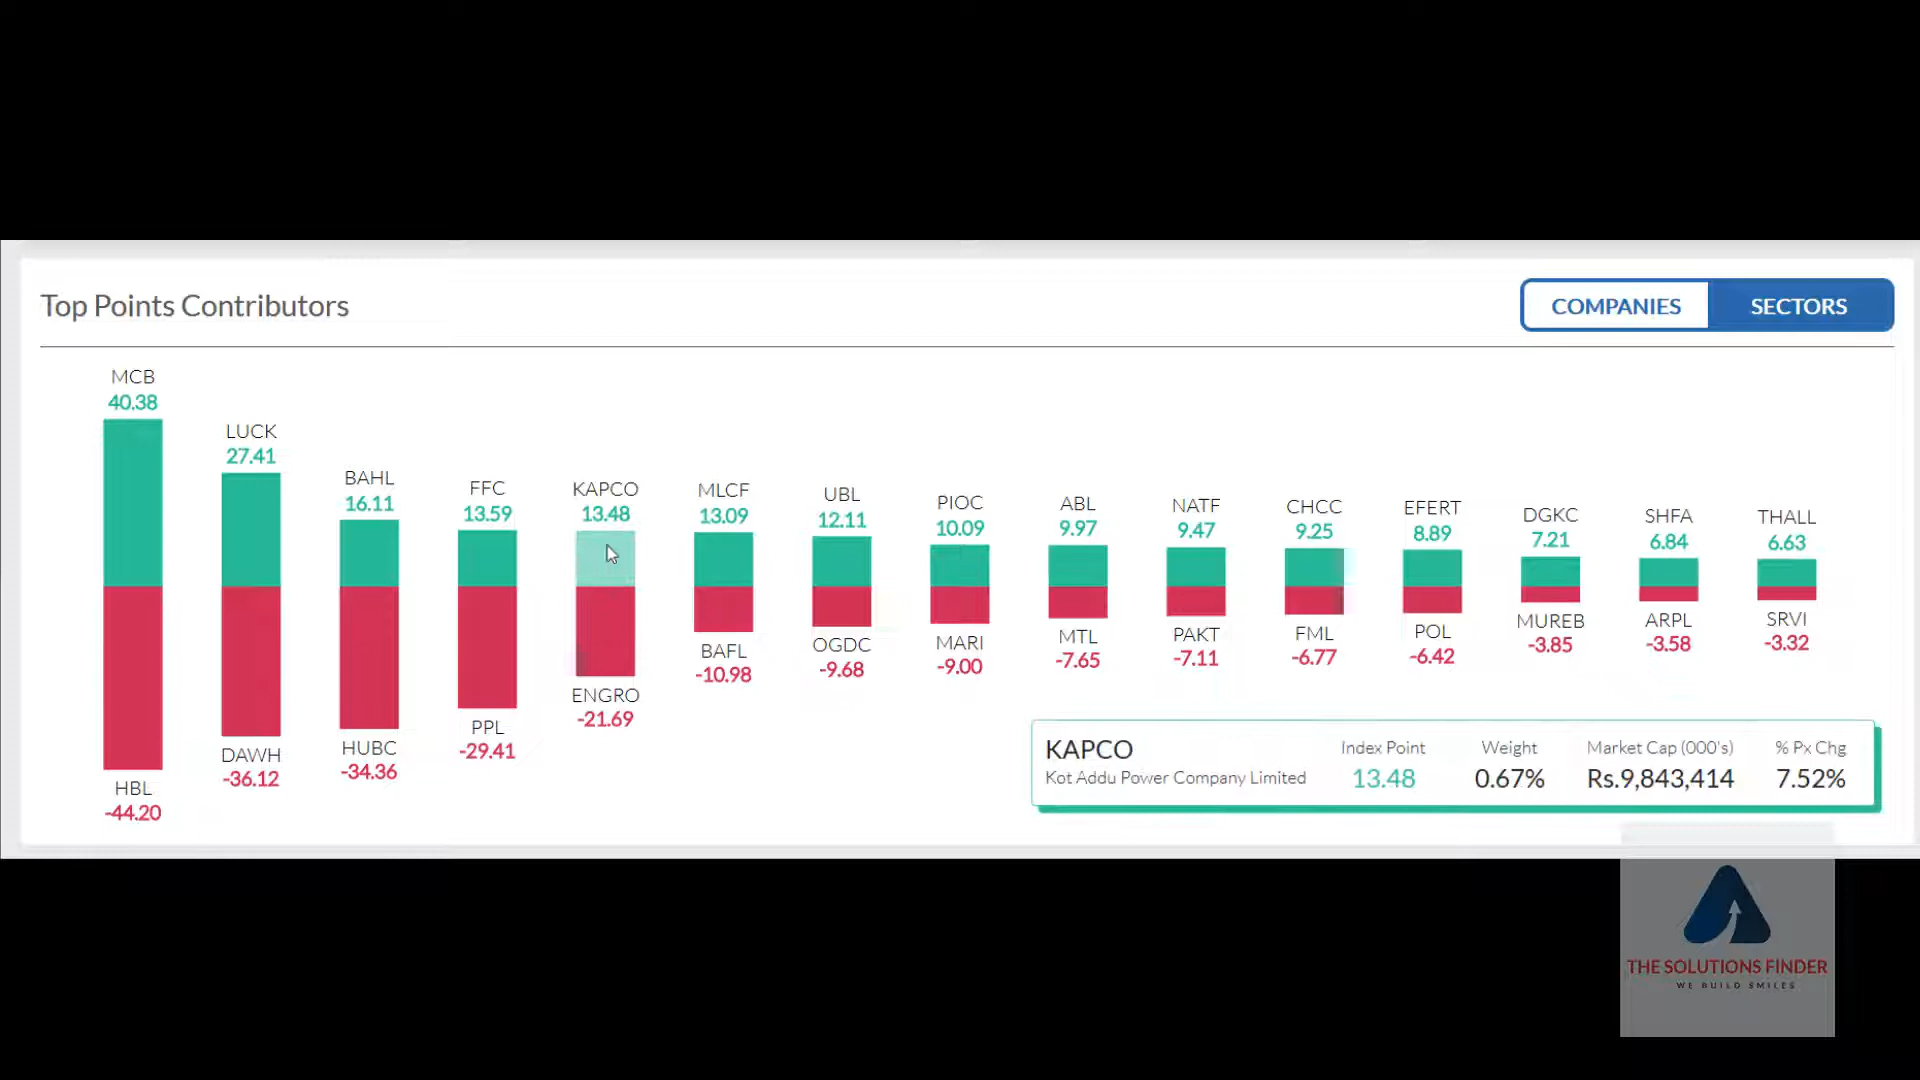 Top Points Contributors
COMPANIES SECTORS
MCB
40.38
LUCK
27.41
BAHL
16.11
FFC
13.59
KAPCO
13.48
MLCF
13.09
UBL
12.11
PIOC
10.09
ABL
9.97
NATF
9.47
CHCC
9.25
EFERT
8.89
DGKC
7.21
SHFA
6.84
THALL
6.63
HBL
-44.20
DAWH
-36.12
HUBC
-34.36
PPL
-29.41
ENGRO
-21.69
BAFL
-10.98
OGDC
-9.68
MARI
-9.00
MTL
-7.65
PAKT
-7.11
FML
-6.77
POL
-6.42
MUREB
-3.85
ARPL
-3.58
SRVI
-3.32
KAPCO
Kot Addu Power Company Limited
Index Point
13.48
Weight
0.67%
Market Cap (000's)
Rs.9,843,414
% Px Chg
7.52%
THE SOLUTIONS FINDER
WE BUILD SMILES